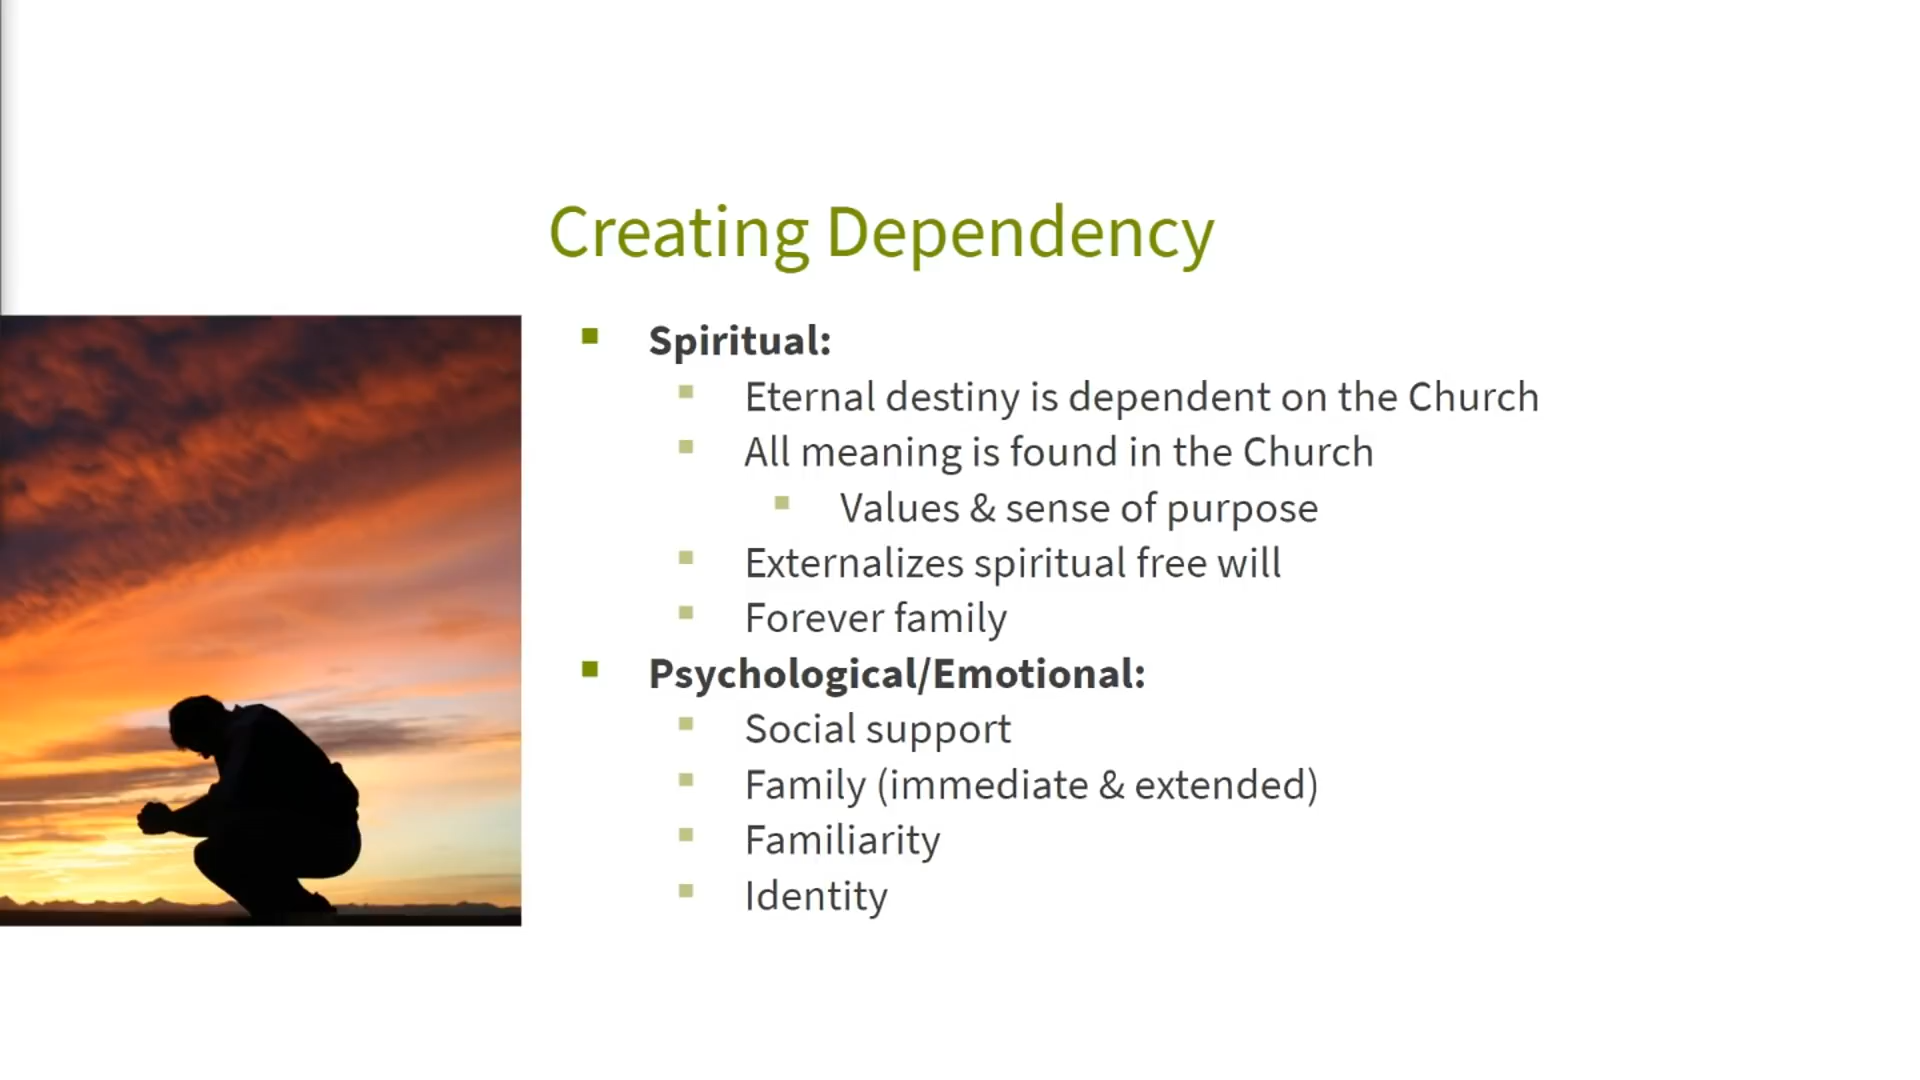 Creating Dependency
Spiritual:
Eternal destiny is dependent on the Church
All meaning is found in the Church
Values & sense of purpose
Externalizes spiritual free will
Forever family
Psychological/Emotional:
Social support
Family (immediate & extended)
Familiarity
Identity